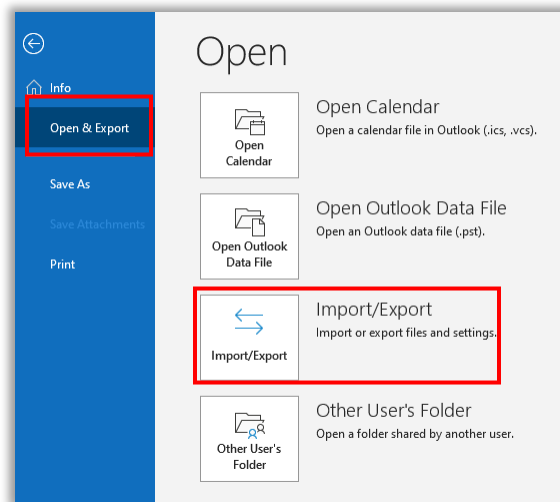 Open
Info
Open & Export
Save As
Save Attachments
Print
Open
Calendar
Open Calendar
Open a calendar file in Outlook (.ics, .vcs).
Open Outlook
Data File
Open Outlook Data File
Open an Outlook data file (.pst).
Import/Export
Import/Export
Import or export files and settings.
Other User's
Folder
Other User's Folder
Open a folder shared by another user.